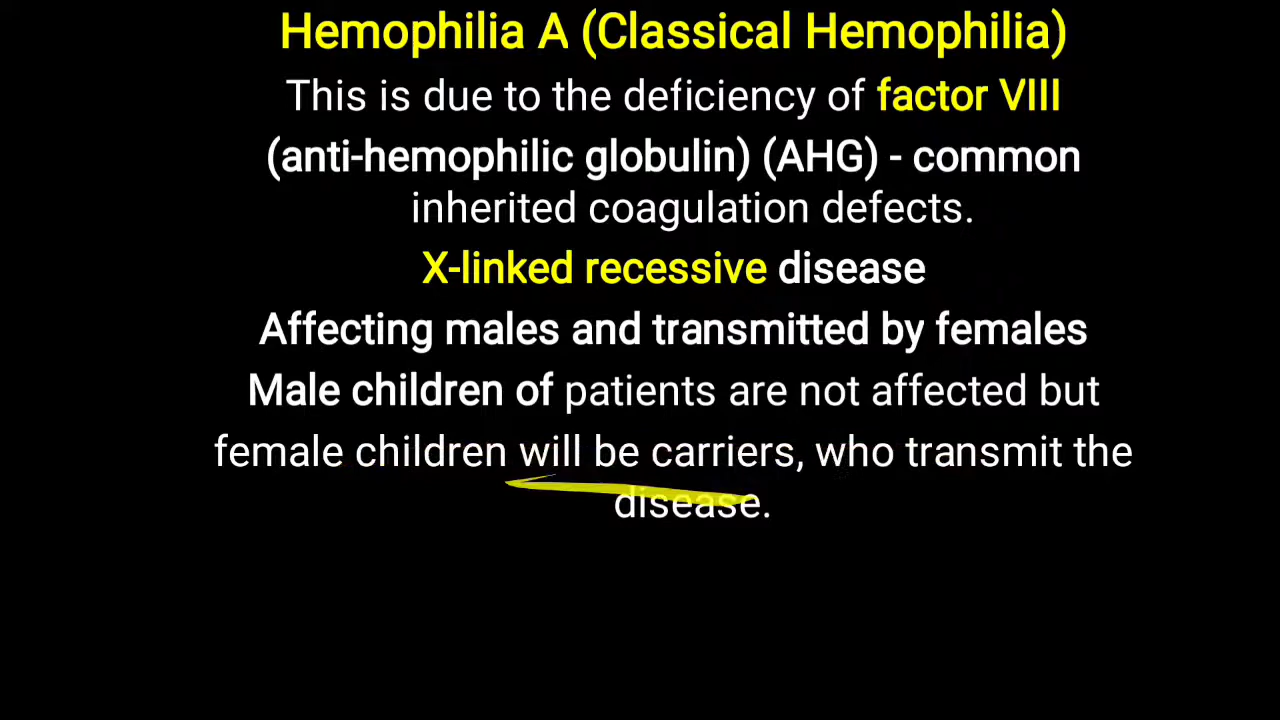 Hemophilia A (Classical Hemophilia)
This is due to the deficiency of factor VIII
(anti-hemophilic globulin) (AHG) - common
inherited coagulation defects.
X-linked recessive disease
Affecting males and transmitted by females
Male children of patients are not affected but
female children will be carriers, who transmit the
disease.